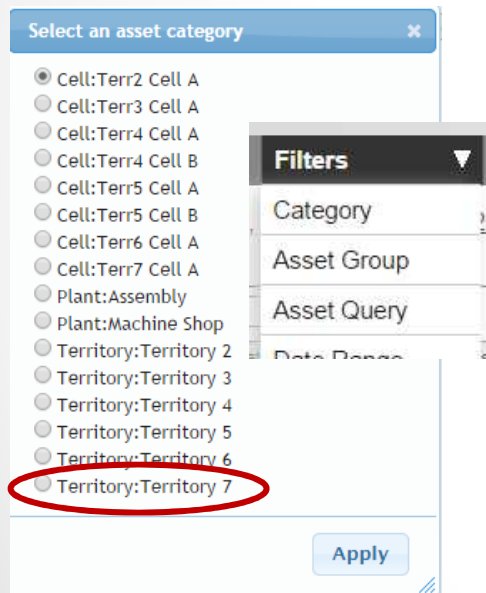 Select an asset category ×
Cell:Terr2 Cell A
Cell:Terr3 Cell A
Cell:Terr4 Cell A
Cell:Terr4 Cell B
Cell:Terr5 Cell A
Cell:Terr5 Cell B
Cell:Terr6 Cell A
Cell:Terr7 Cell A
Plant:Assembly
Plant:Machine Shop
Territory:Territory 2
Territory:Territory 3
Territory:Territory 4
Territory:Territory 5
Territory:Territory 6
Territory:Territory 7
Apply
Filters ▼
Category
Asset Group
Asset Query
Date Range